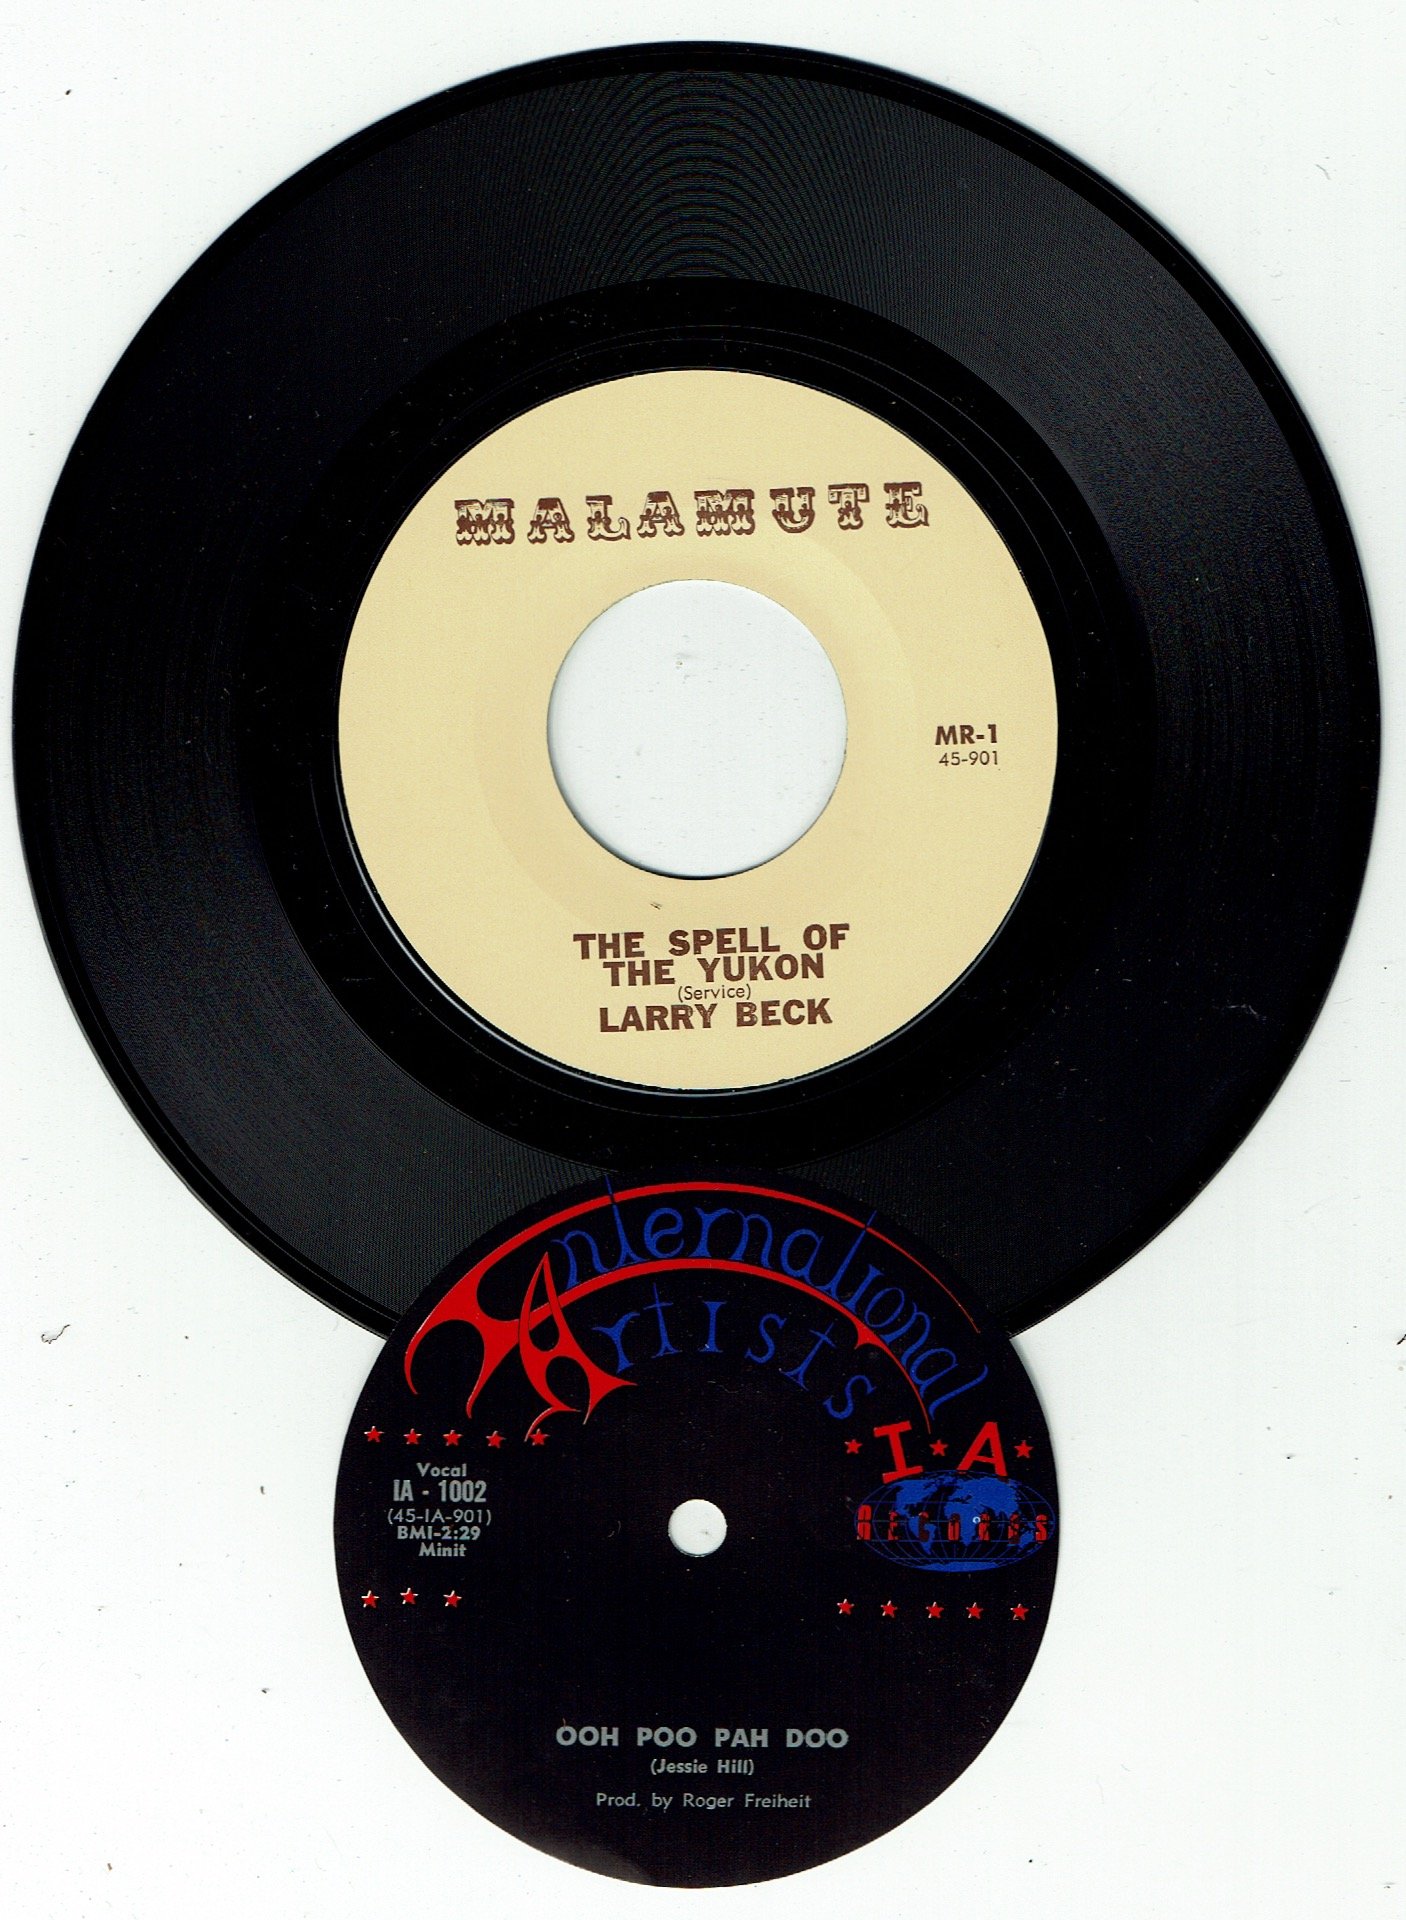 MALAMUTE
MR-1
45-901
THE SPELL OF
THE YUKON
(Service)
LARRY BECK
International
Artists
I A
RECORDS
Vocal
IA - 1002
(45-IA-901)
BMI-2:29
Minit
OOH POO PAH DOO
(Jessie Hill)
Prod. by Roger Freiheit